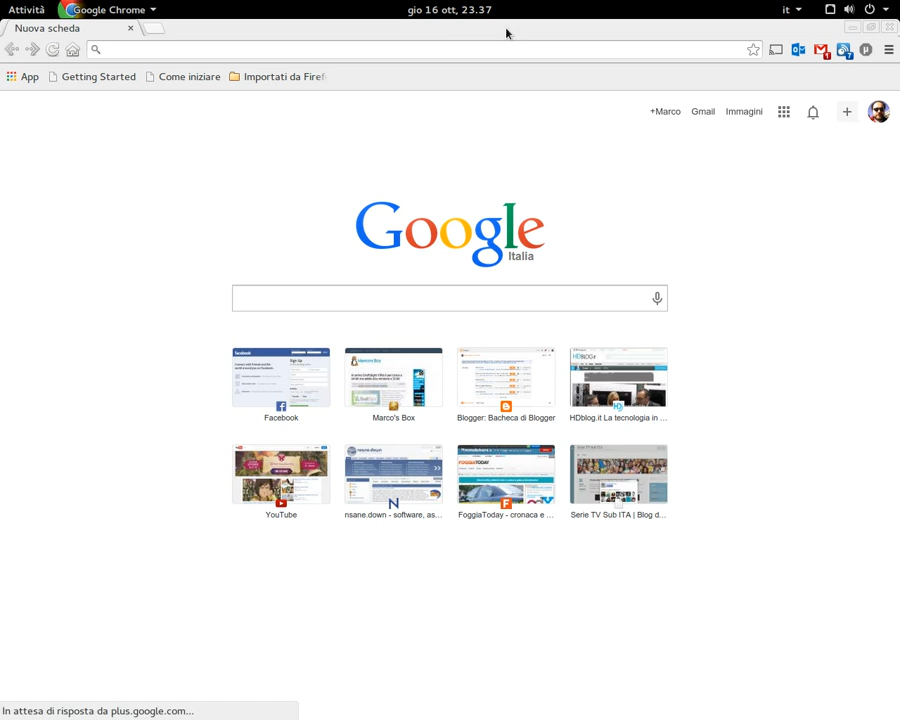 Attività Google Chrome gio 16 ott, 23.37 it
Nuova scheda
App Getting Started Come iniziare Importati da Firef
+Marco Gmail Immagini
Google
Italia
Facebook Marco's Box Blogger: Bacheca di Blogger HDblog.it La tecnologia in ...
YouTube nsane.down - software, as... FoggiaToday - cronaca e ... Serie TV Sub ITA | Blog d...
In attesa di risposta da plus.google.com...